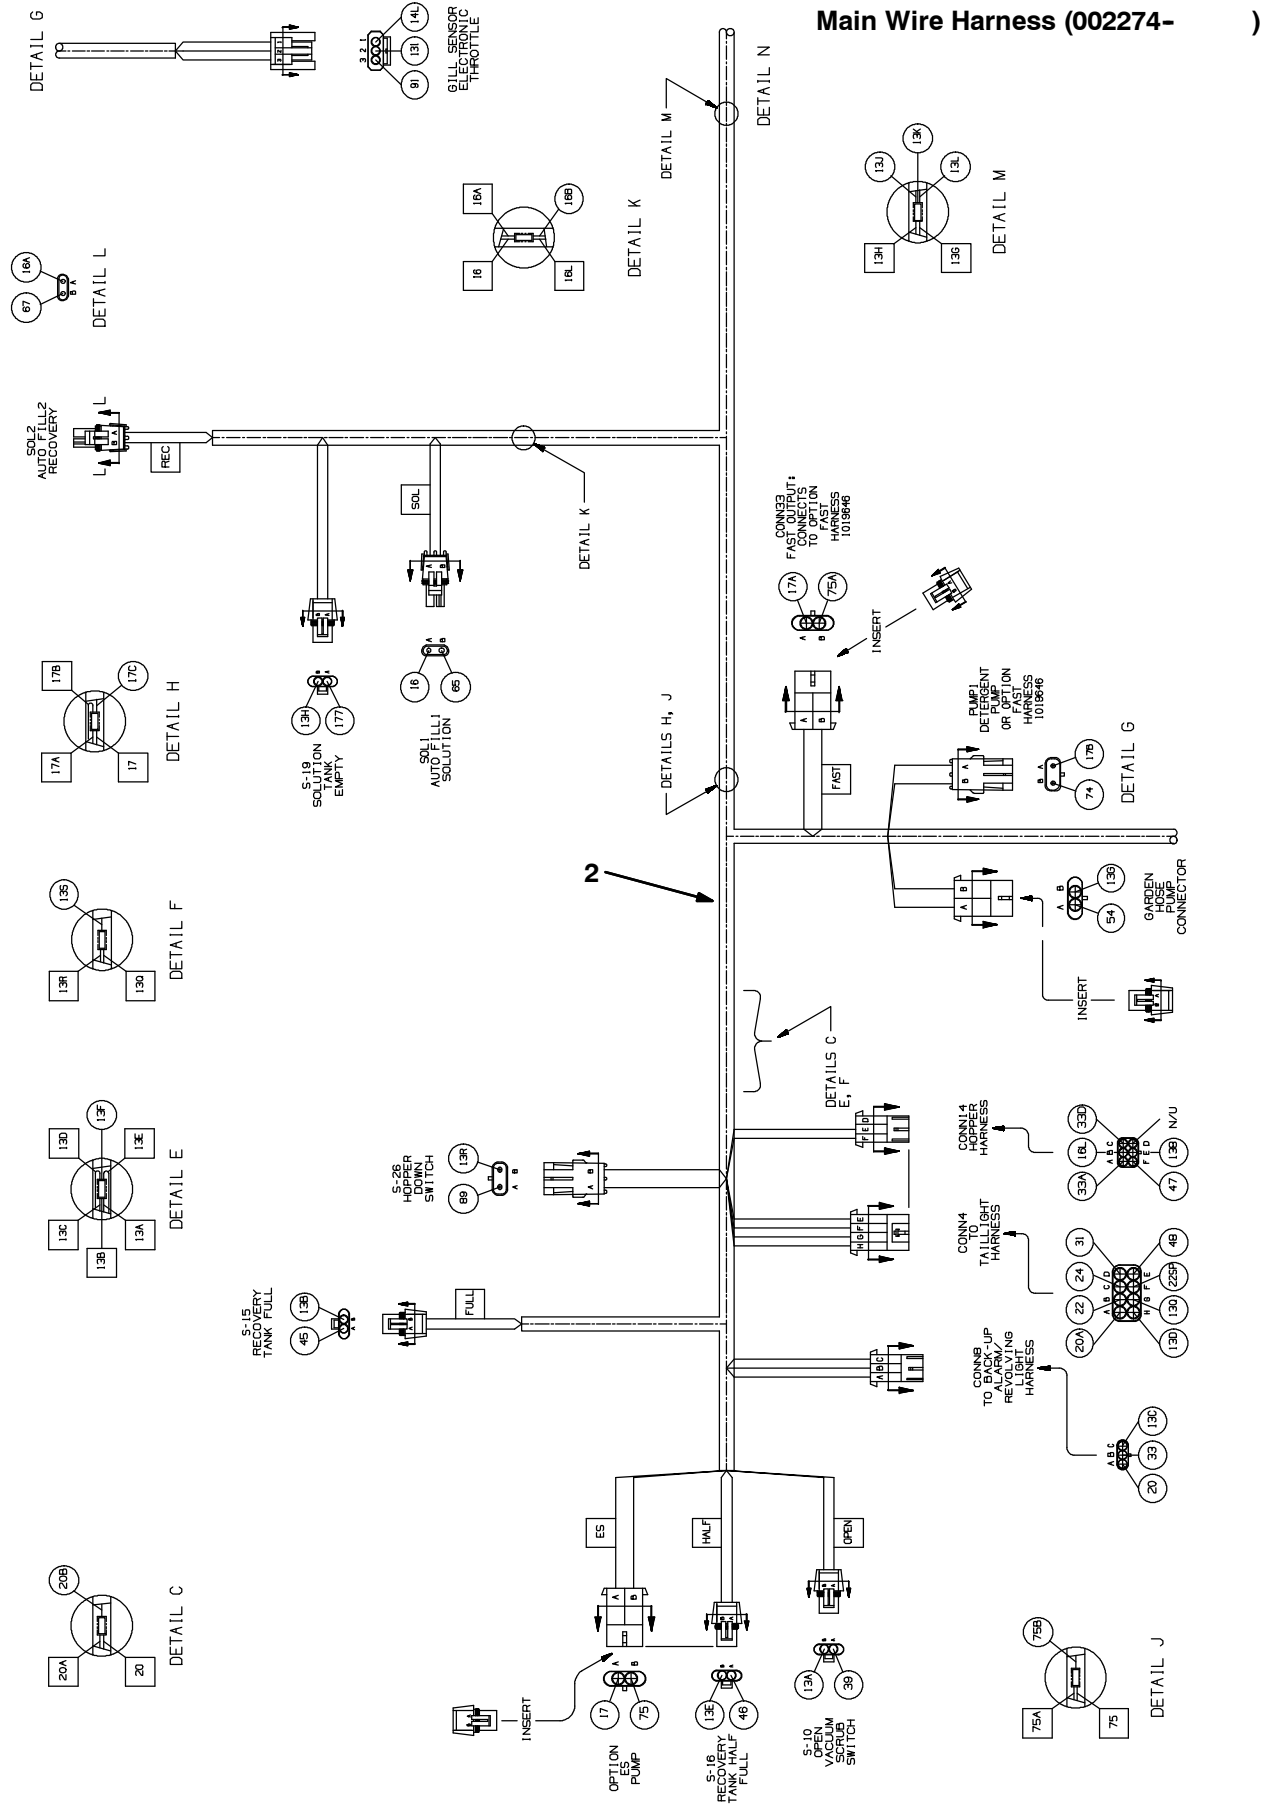 Main Wire Harness (002274- )
DETAIL G
1
2
3
3 2 1
14L
131
91
GILL SENSOR
ELECTRONIC
THROTTLE
DETAIL N
DETAIL M
13J
13K
13L
13H
13G
DETAIL M
16A
16B
16
16L
DETAIL K
16A
67
B A
DETAIL L
SOL2
AUTO FILL2
RECOVERY
L
L
B A
REC
SOL
A
B
DETAIL K
B
A
13H
177
S-19
SOLUTION
TANK
EMPTY
A
B
16
65
SOL1
AUTO FILL1
SOLUTION
CONN33
FAST OUTPUT:
CONNECTS
TO OPTION
FAST
HARNESS
1019646
17A
75A
A B
INSERT
A
B
FAST
17B
17C
17A
17
DETAIL H
DETAILS H, J
PUMP1
DETERGENT
PUMP
OR OPTION
FAST
HARNESS
1019646
B A
B A
17B
74
DETAIL G
2
A B
A B
13G
54
GARDEN
HOSE
PUMP
CONNECTOR
INSERT
13S
13R
13Q
DETAIL F
DETAILS C
E, F
13D
13F
13E
13C
13B
13A
DETAIL E
S-26
HOPPER
DOWN
SWITCH
13R
89
A B
A B
F E D
CONN14
HOPPER
HARNESS
33D
16L
33A
A B C
F E D
N/U
13B
47
H G F E
CONN4
TO
TAILLIGHT
HARNESS
31
24
22
20A
A B C D
H G F E
48
22SP
13Q
13D
S-15
RECOVERY
TANK FULL
13B
45
A B
A B
FULL
A B C
CONN8
TO BACK-UP
ALARM/
REVOLVING
LIGHT
HARNESS
A B C
13C
33
20
ES
HALF
OPEN
20B
20A
20
DETAIL C
INSERT
A
B
A
B
17
75
OPTION
ES
PUMP
B
A
13E
46
S-16
RECOVERY
TANK HALF
FULL
B
A
13A
39
S-10
OPEN
VACUUM
SCRUB
SWITCH
75B
75A
75
DETAIL J